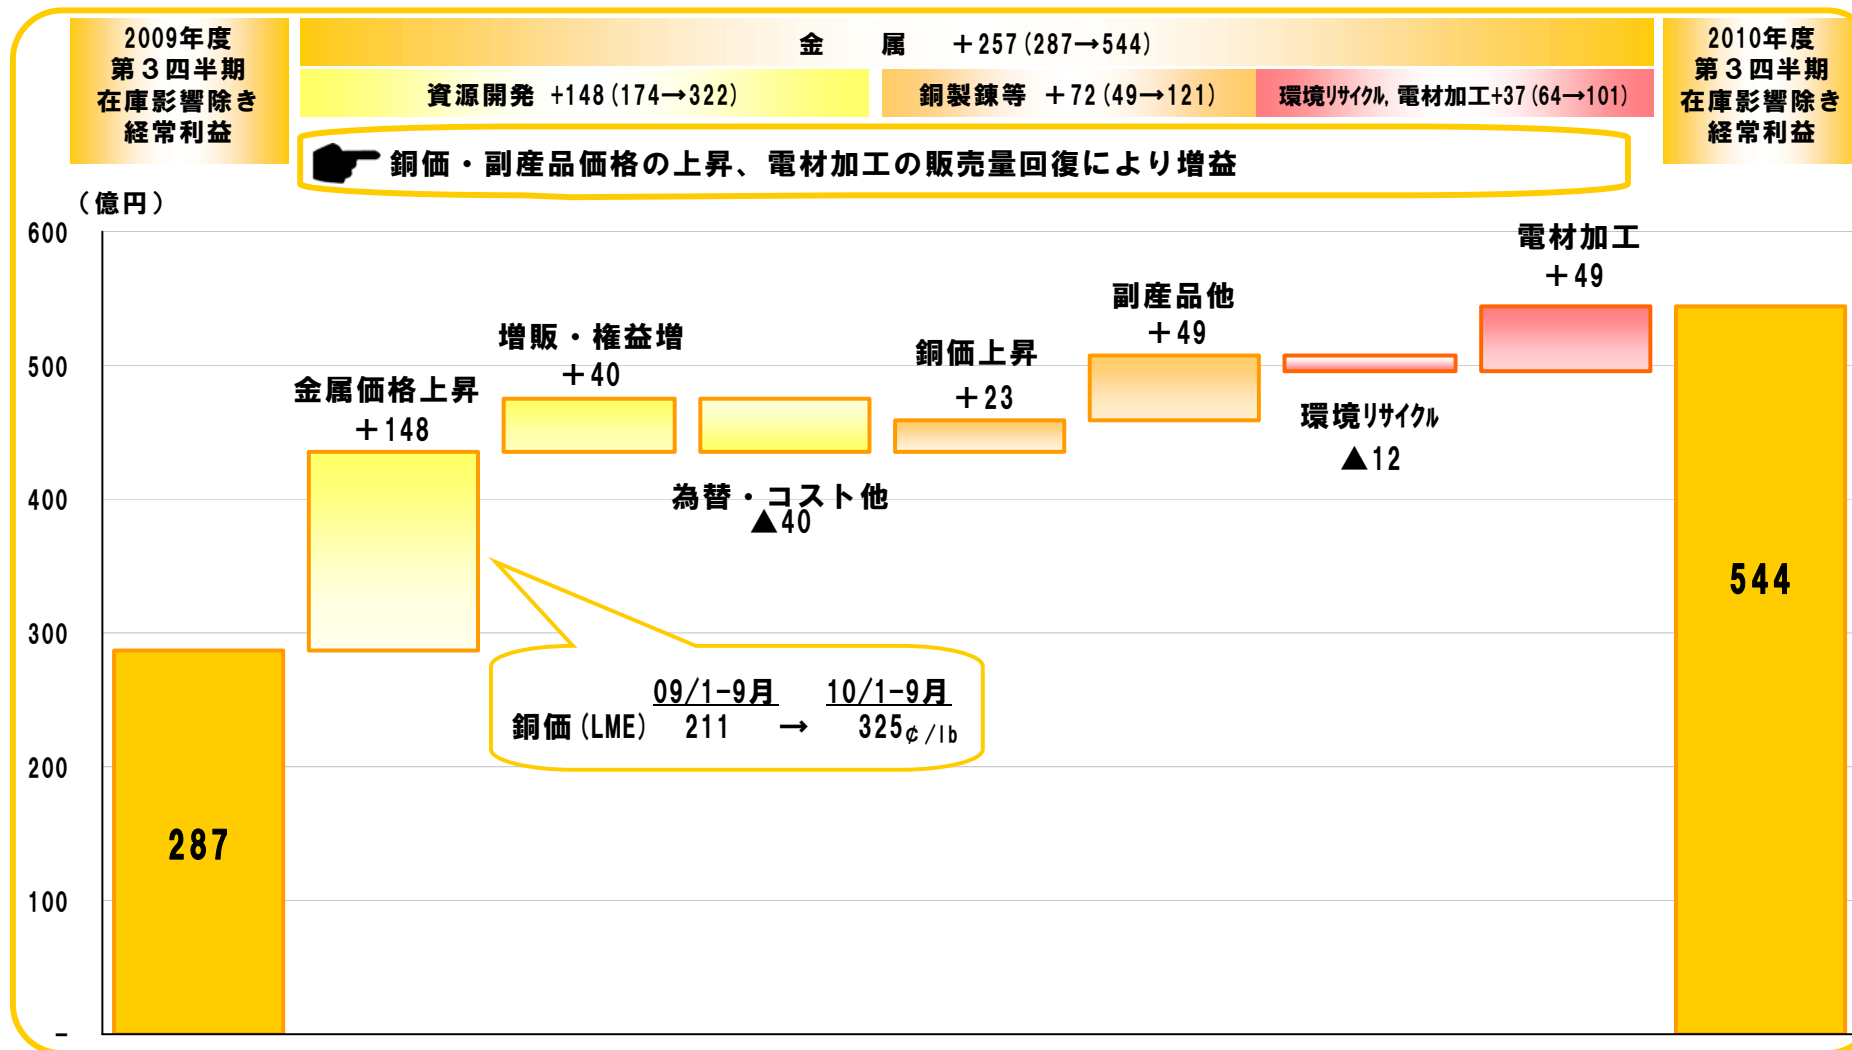 2009年度
第３四半期
在庫影響除き
経常利益
金　　属　＋257(287→544)
資源開発 +148(174→322)
銅製錬等 ＋72(49→121)
環境ﾘｻｲｸﾙ,電材加工+37(64→101)
2010年度
第３四半期
在庫影響除き
経常利益
銅価・副産品価格の上昇、電材加工の販売量回復により増益
（億円）
600
500
400
300
200
100
-
287
金属価格上昇
＋148
増販・権益増
＋40
為替・コスト他
▲40
銅価上昇
＋23
副産品他
＋49
環境ﾘｻｲｸﾙ
▲12
電材加工
＋49
544
09/1-9月　10/1-9月
銅価(LME)　211　→　325¢/lb